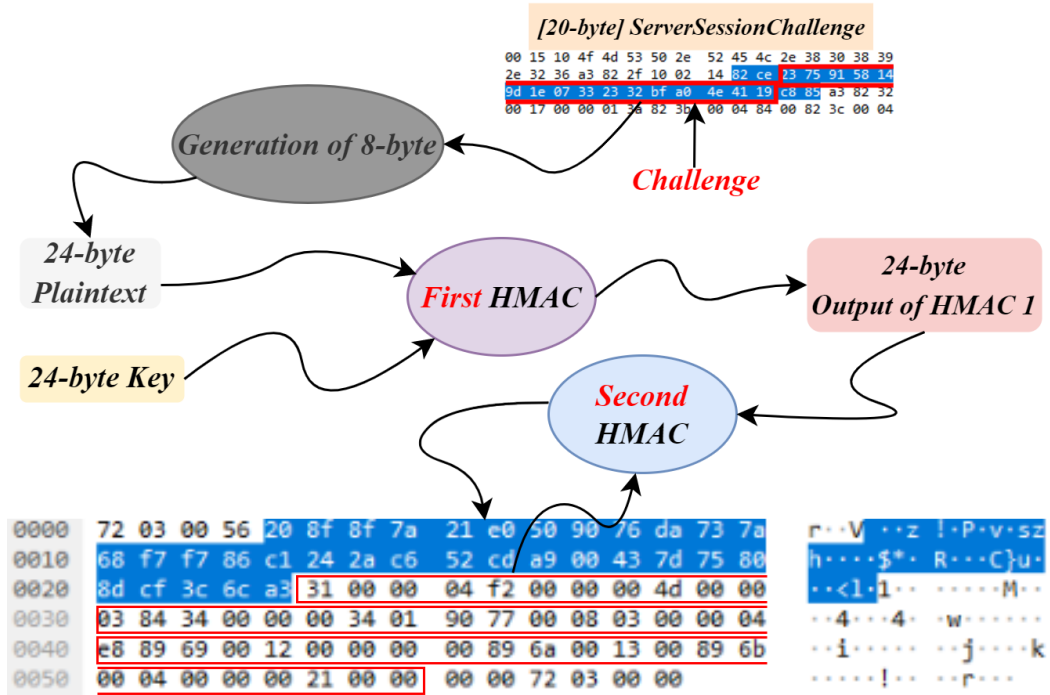 [20-byte] ServerSessionChallenge
00 15 10 4f 4d 53 50 2e 52 45 4c 2e 38 30 38 39
2e 32 36 a3 82 2f 10 02 14 82 ce 23 75 91 58 14
9d 1e 07 33 23 32 bf a0 4e 41 19 c8 85 a3 82 32
00 17 00 00 01 3a 82 3b 00 04 84 00 82 3c 00 04
Generation of 8-byte
Challenge
24-byte
Plaintext
First HMAC
24-byte
Output of HMAC 1
24-byte Key
Second
HMAC
0000 72 03 00 56 20 8f 8f 7a 21 e0 50 90 76 da 73 7a r··V ··z !·P·v·sz
0010 68 f7 f7 86 c1 24 2a c6 52 cd a9 00 43 7d 75 80 h····$*· R···C}u·
0020 8d cf 3c 6c a3 31 00 00 04 f2 00 00 00 4d 00 00 ··<l·1·· ·····M··
0030 03 84 34 00 00 00 34 01 90 77 00 08 03 00 00 04 ··4···4· ·w······
0040 e8 89 69 00 12 00 00 00 00 89 6a 00 13 00 89 6b ··i····· ··j····k
0050 00 04 00 00 00 21 00 00 00 00 72 03 00 00 ·····!·· ··r···